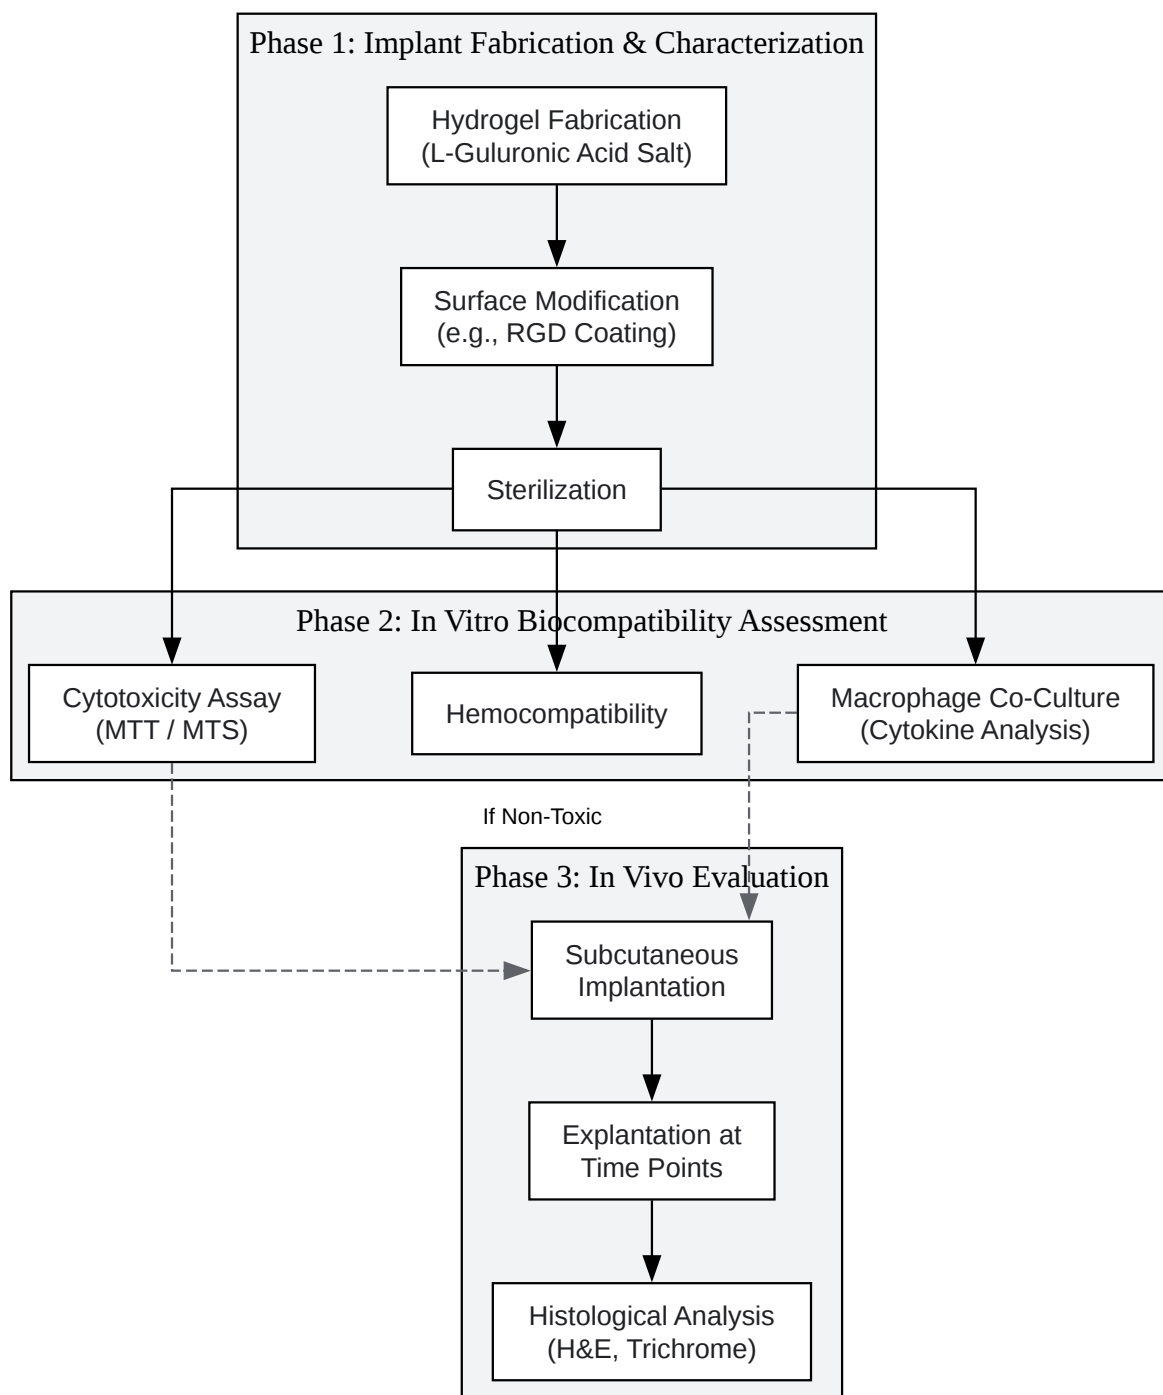 Phase 1: Implant Fabrication & Characterization
Hydrogel Fabrication
(L-Guluronic Acid Salt)
Surface Modification
(e.g., RGD Coating)
Sterilization
Phase 2: In Vitro Biocompatibility Assessment
Cytotoxicity Assay
(MTT / MTS)
Hemocompatibility
Macrophage Co-Culture
(Cytokine Analysis)
If Non-Toxic
Phase 3: In Vivo Evaluation
Subcutaneous
Implantation
Explantation at
Time Points
Histological Analysis
(H&E, Trichrome)